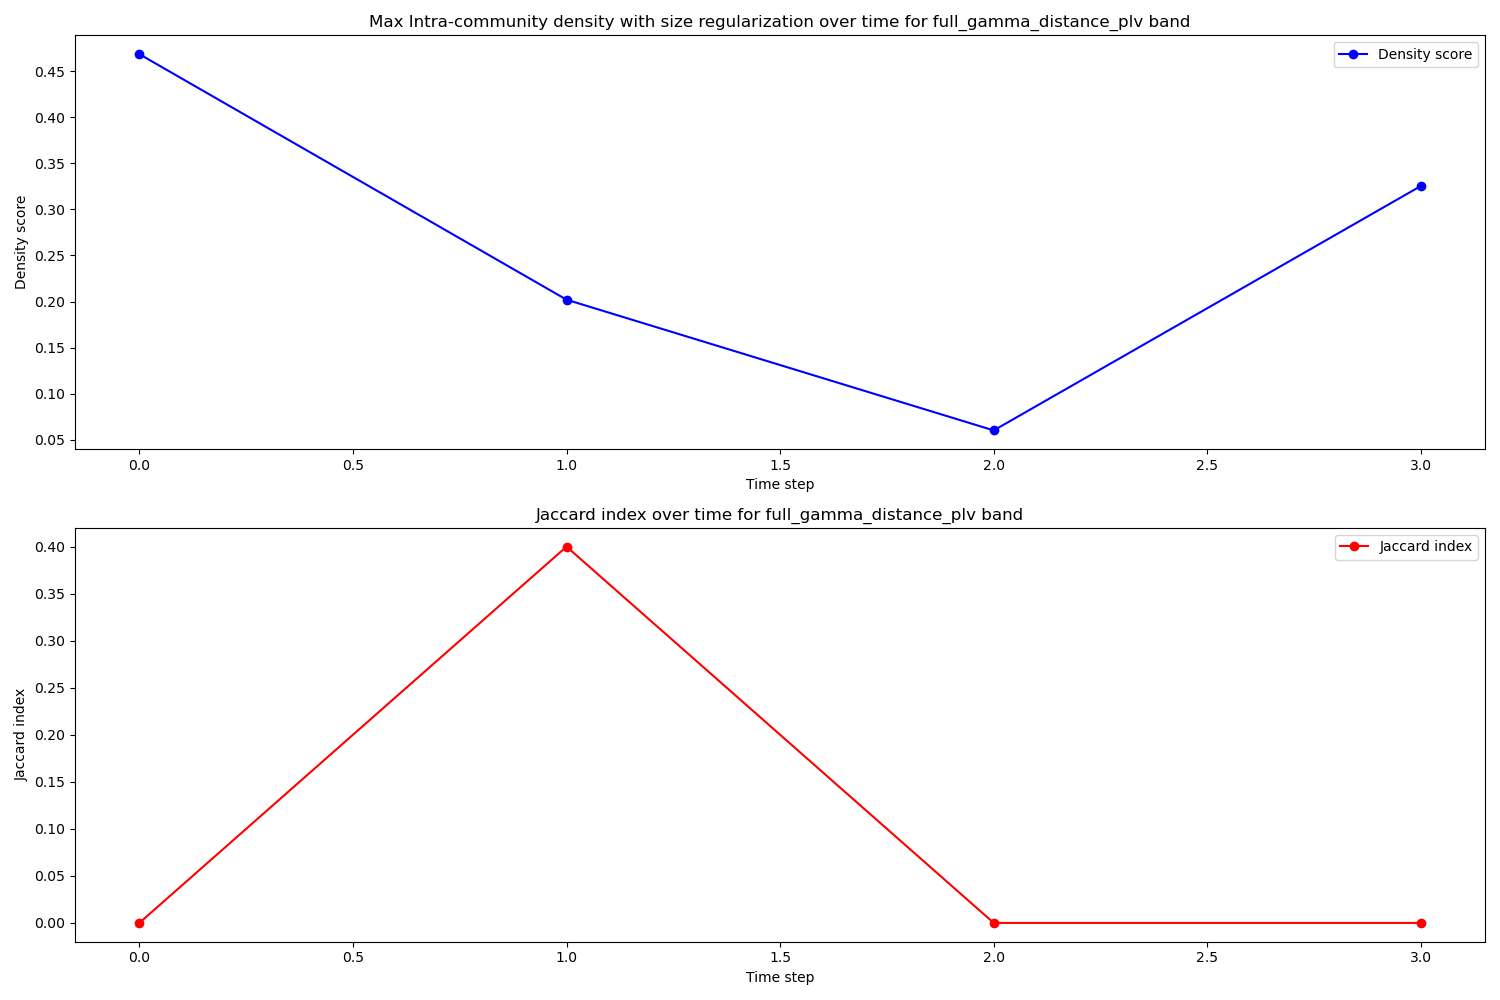 Max Intra-community density with size regularization over time for full_gamma_distance_plv band
Density score
0.45
0.40
0.35
0.30
0.25
0.20
0.15
0.10
0.05
Density score
0.0 0.5 1.0 1.5 2.0 2.5 3.0
Time step
Jaccard index over time for full_gamma_distance_plv band
Jaccard index
0.40
0.35
0.30
0.25
0.20
0.15
0.10
0.05
0.00
Jaccard index
0.0 0.5 1.0 1.5 2.0 2.5 3.0
Time step